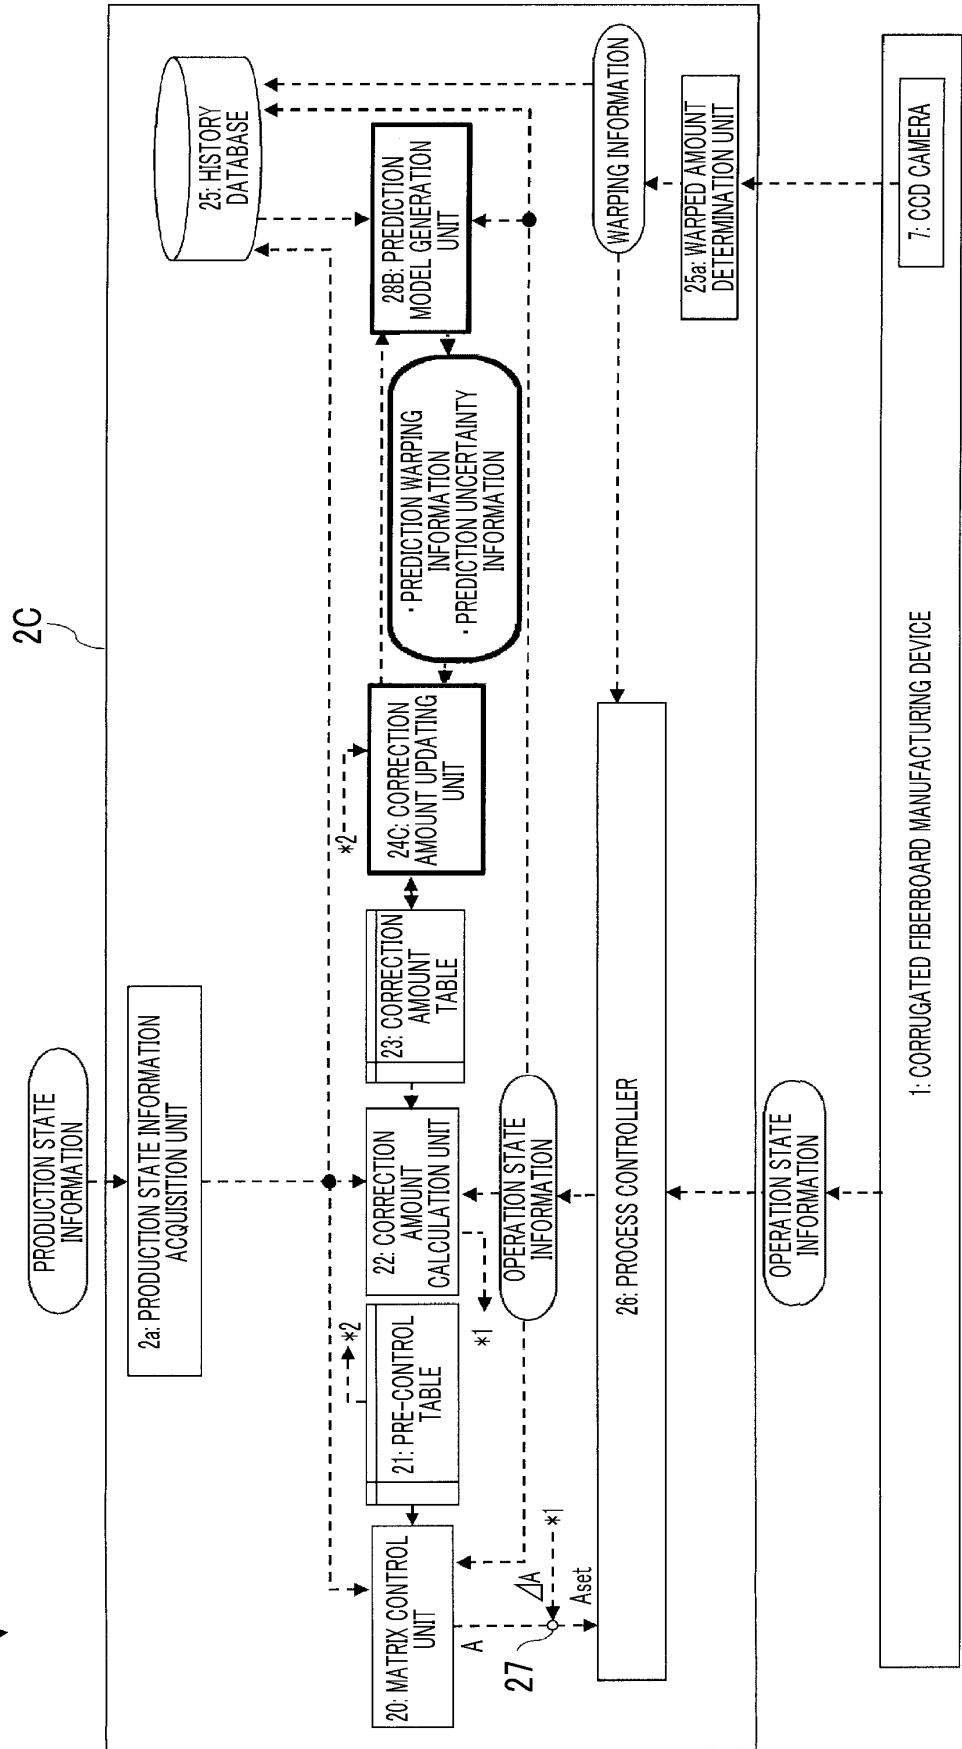 2C
PRODUCTION STATE
INFORMATION
2a: PRODUCTION STATE INFORMATION
ACQUISITION UNIT
25: HISTORY
DATABASE
20: MATRIX CONTROL
UNIT
21: PRE-CONTROL
TABLE
*2
22: CORRECTION
AMOUNT
CALCULATION UNIT
*1
23: CORRECTION
AMOUNT
TABLE
*2
24C: CORRECTION
AMOUNT UPDATING
UNIT
· PREDICTION WARPING
INFORMATION
· PREDICTION UNCERTAINTY
INFORMATION
28B: PREDICTION
MODEL GENERATION
UNIT
A
⊿A
*1
27
Aset
OPERATION STATE
INFORMATION
26: PROCESS CONTROLLER
WARPING INFORMATION
25a: WARPED AMOUNT
DETERMINATION UNIT
OPERATION STATE
INFORMATION
1: CORRUGATED FIBERBOARD MANUFACTURING DEVICE
7: CCD CAMERA